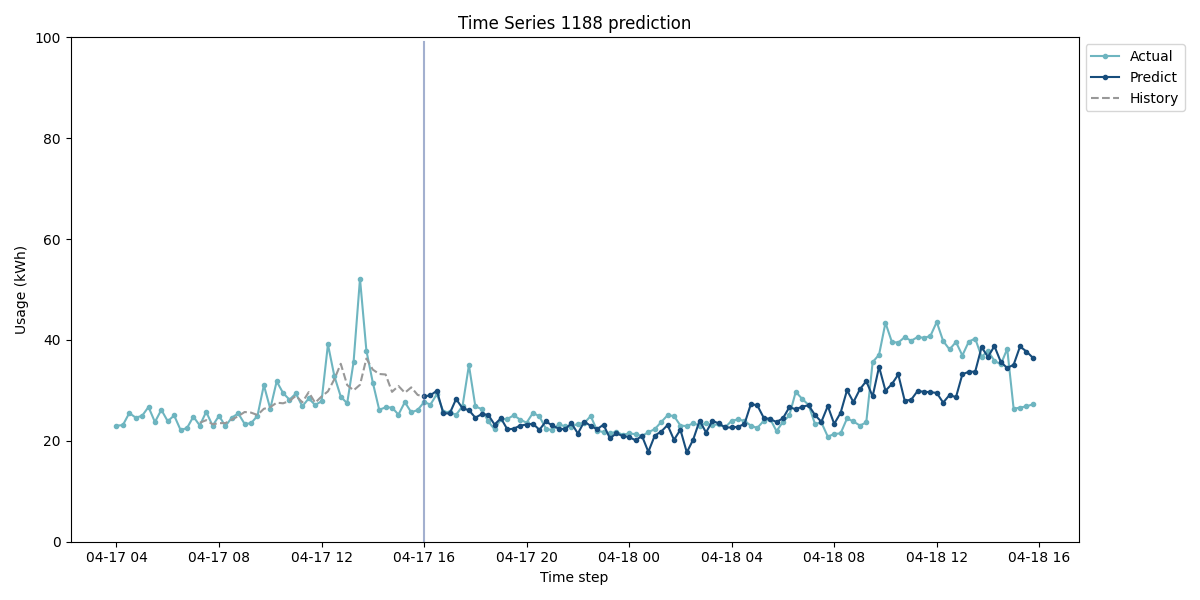 Time Series 1188 prediction
100
80
60
40
20
0
Usage (kWh)
04-17 04 04-17 08 04-17 12 04-17 16 04-17 20 04-18 00 04-18 04 04-18 08 04-18 12 04-18 16
Time step
Actual
Predict
History